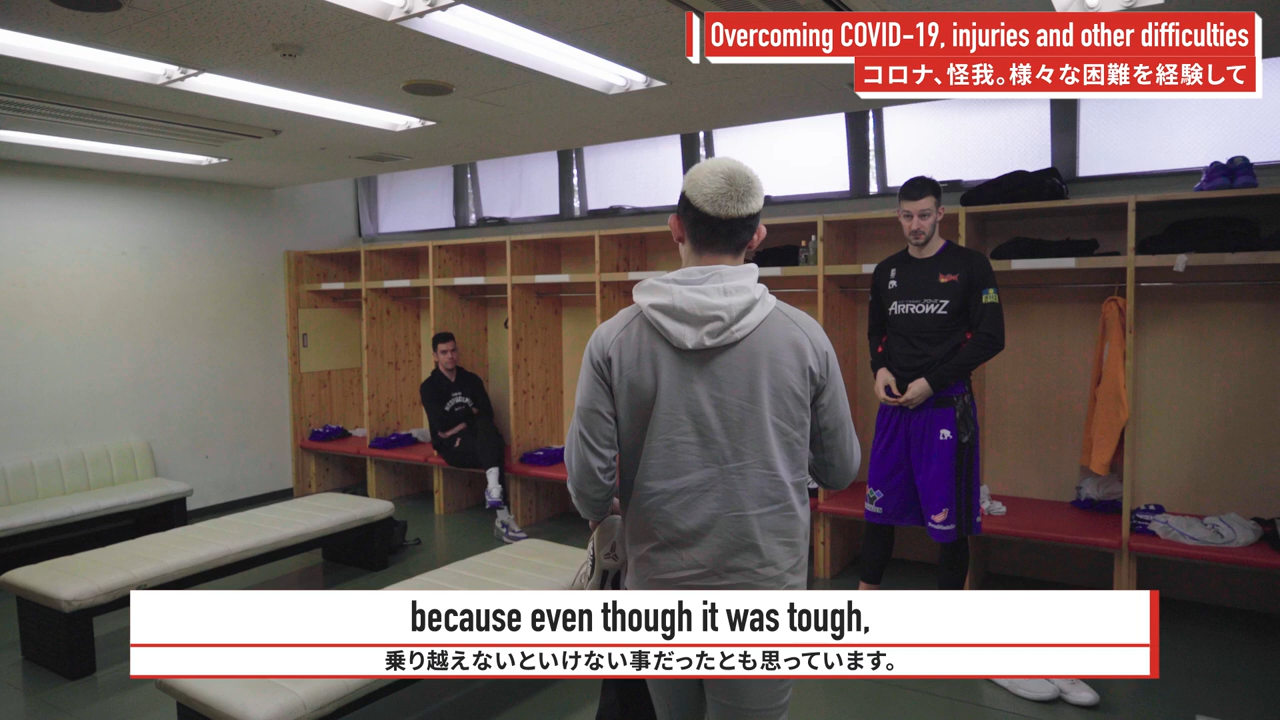 Overcoming COVID-19, injuries and other difficulties
コロナ、怪我。様々な困難を経験して
ARROWZ
because even though it was tough,
乗り越えないといけない事だったとも思っています。